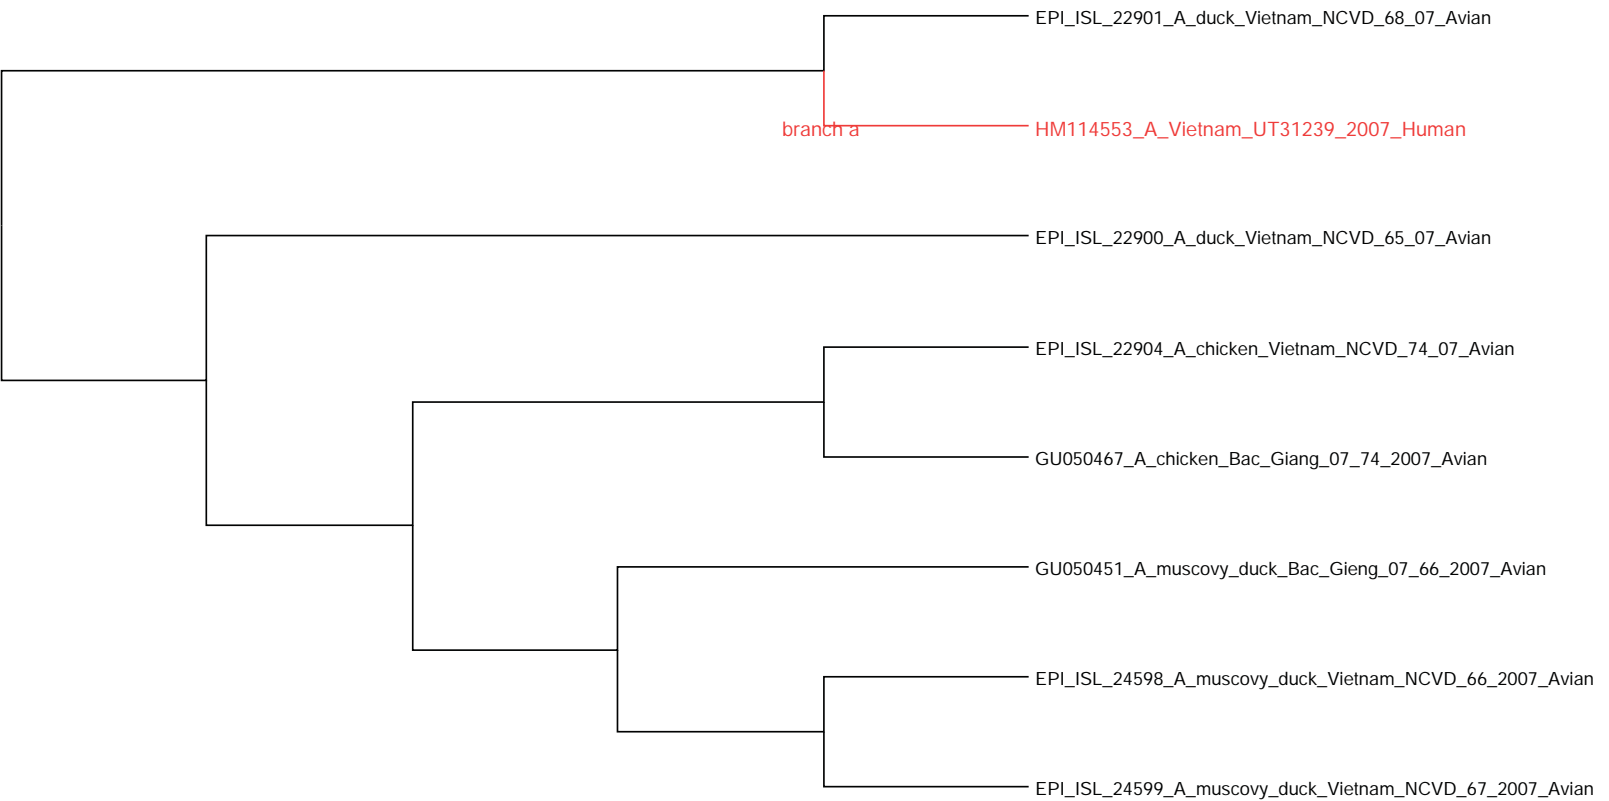 EPI_ISL_22901_A_duck_Vietnam_NCVD_68_07_Avian
branch a HM114553_A_Vietnam_UT31239_2007_Human
EPI_ISL_22900_A_duck_Vietnam_NCVD_65_07_Avian
EPI_ISL_22904_A_chicken_Vietnam_NCVD_74_07_Avian
GU050467_A_chicken_Bac_Giang_07_74_2007_Avian
GU050451_A_muscovy_duck_Bac_Gieng_07_66_2007_Avian
EPI_ISL_24598_A_muscovy_duck_Vietnam_NCVD_66_2007_Avian
EPI_ISL_24599_A_muscovy_duck_Vietnam_NCVD_67_2007_Avian